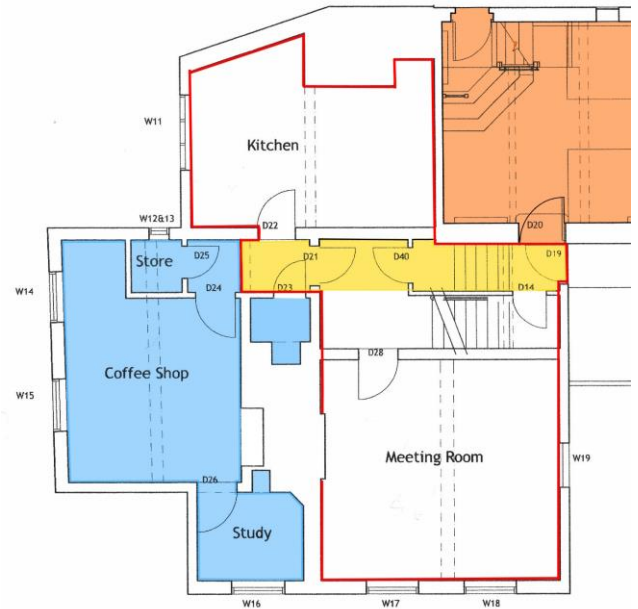 W11
Kitchen
D22
D20
W12&13
Store
D25
D21
D40
D19
D24
D23
D14
W14
Coffee Shop
W15
D28
Meeting Room
W19
D26
Study
W16
W17
W18